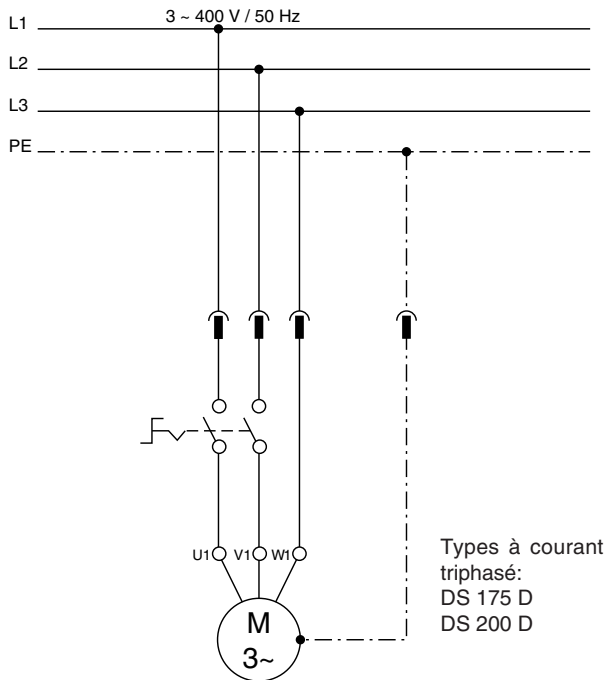 3 ~ 400 V / 50 Hz
L1
L2
L3
PE
U1 V1 W1
Types à courant
triphasé:
DS 175 D
DS 200 D
M
3~